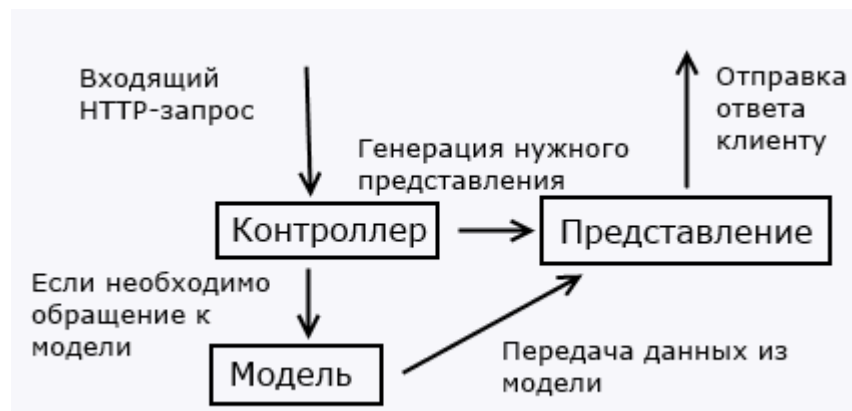 Входящий
HTTP-запрос
Отправка
ответа
клиенту
Генерация нужного
представления
Контроллер
Представление
Если необходимо
обращение к
модели
Модель
Передача данных из
модели